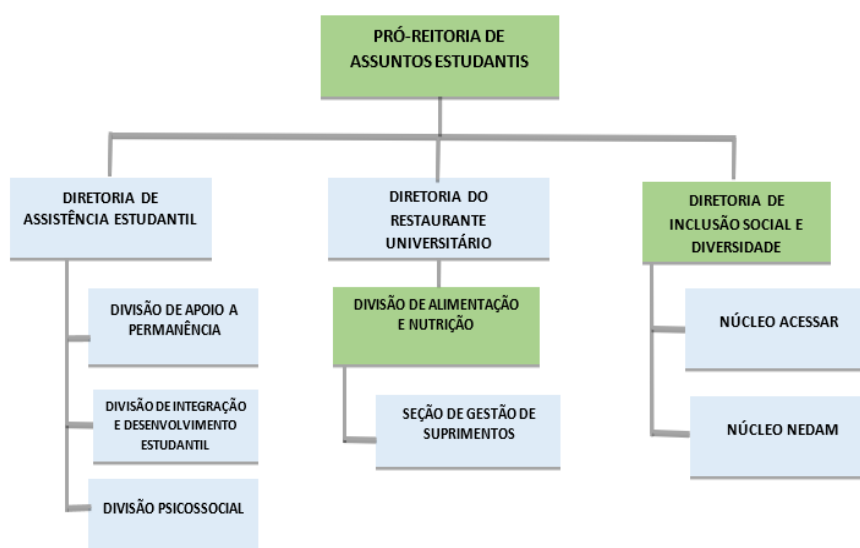 PRÓ-REITORIA DE
ASSUNTOS ESTUDANTIS
DIRETORIA DE
ASSISTÊNCIA ESTUDANTIL
DIRETORIA DO
RESTAURANTE
UNIVERSITÁRIO
DIRETORIA DE
INCLUSÃO SOCIAL E
DIVERSIDADE
DIVISÃO DE APOIO A
PERMANÊNCIA
DIVISÃO DE INTEGRAÇÃO
E DESENVOLVIMENTO
ESTUDANTIL
DIVISÃO PSICOSSOCIAL
DIVISÃO DE ALIMENTAÇÃO
E NUTRIÇÃO
SEÇÃO DE GESTÃO DE
SUPRIMENTOS
NÚCLEO ACESSAR
NÚCLEO NEDAM